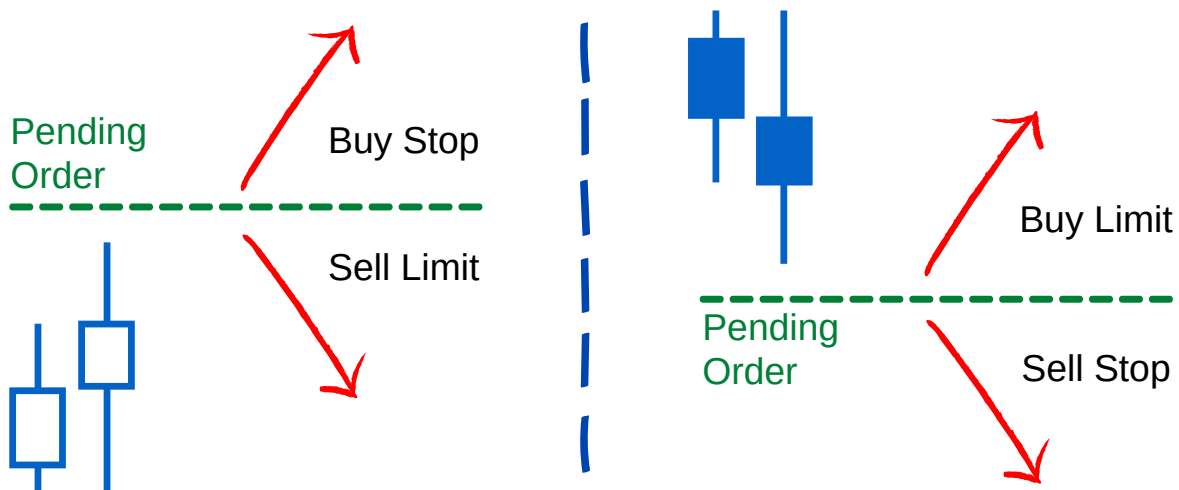 Pending
Order
Buy Stop
Sell Limit
Buy Limit
Pending
Order
Sell Stop